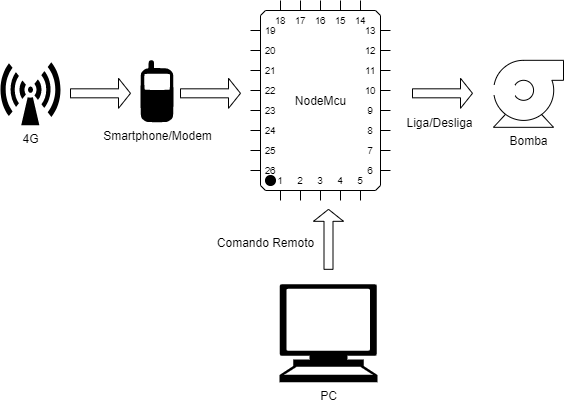 18 17 16 15 14
19 13
20 12
21 11
22 NodeMcu 10
23 9
24 8
25 7
26 6
1 2 3 4 5
4G
Smartphone/Modem
Liga/Desliga
Bomba
Comando Remoto
PC